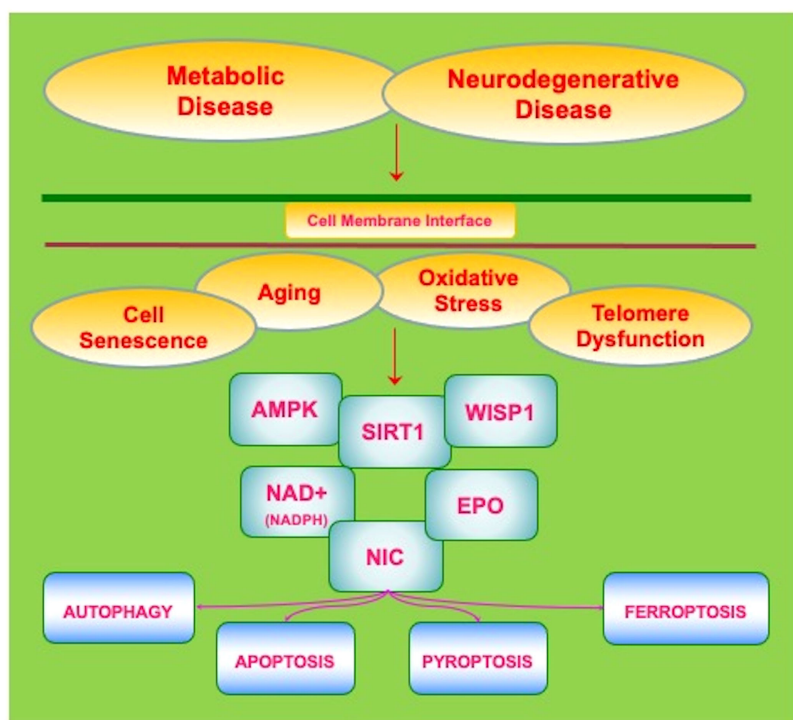 Metabolic
Disease
Neurodegenerative
Disease
Cell Membrane Interface
Cell
Senescence
Aging
Oxidative
Stress
Telomere
Dysfunction
AMPK
SIRT1
WISP1
NAD+
(NADPH)
EPO
NIC
AUTOPHAGY
APOPTOSIS
PYROPTOSIS
FERROPTOSIS